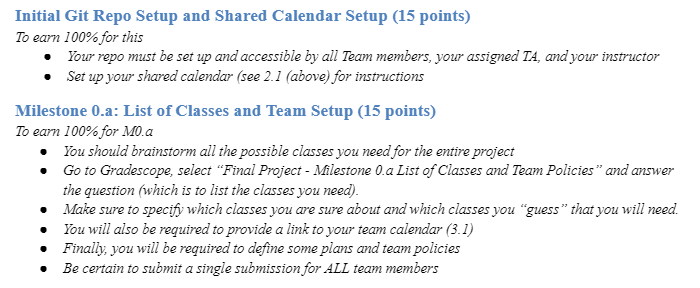 Initial Git Repo Setup and Shared Calendar Setup (15 points)
To earn 100% for this
● Your repo must be set up and accessible by all Team members, your assigned TA, and your instructor
● Set up your shared calendar (see 2.1 (above) for instructions
Milestone 0.a: List of Classes and Team Setup (15 points)
To earn 100% for M0.a
● You should brainstorm all the possible classes you need for the entire project
● Go to Gradescope, select “Final Project - Milestone 0.a List of Classes and Team Policies” and answer
the question (which is to list the classes you need).
● Make sure to specify which classes you are sure about and which classes you “guess” that you will need.
● You will also be required to provide a link to your team calendar (3.1)
● Finally, you will be required to define some plans and team policies
● Be certain to submit a single submission for ALL team members